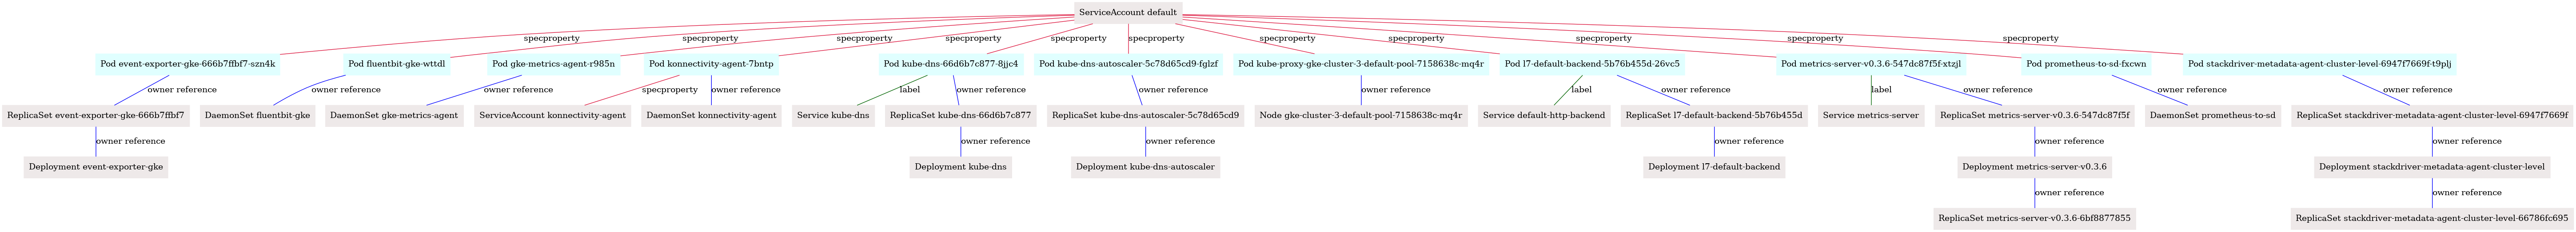 ServiceAccount default
specproperty specproperty specproperty specproperty specproperty specproperty specproperty specproperty specproperty specproperty specproperty
Pod event-exporter-gke-666b7ffbf7-szn4k Pod fluentbit-gke-wttdl Pod gke-metrics-agent-r985n Pod konnectivity-agent-7bntp Pod kube-dns-66d6b7c877-8jjc4 Pod kube-dns-autoscaler-5c78d65cd9-fglzf Pod kube-proxy-gke-cluster-3-default-pool-7158638c-mq4r Pod l7-default-backend-5b76b455d-26vc5 Pod metrics-server-v0.3.6-547dc87f5f-xtzjl Pod prometheus-to-sd-fxcwn Pod stackdriver-metadata-agent-cluster-level-6947f7669f-t9plj
owner reference owner reference owner reference specproperty owner reference label owner reference owner reference owner reference label owner reference label owner reference owner reference owner reference
ReplicaSet event-exporter-gke-666b7ffbf7 DaemonSet fluentbit-gke DaemonSet gke-metrics-agent ServiceAccount konnectivity-agent DaemonSet konnectivity-agent Service kube-dns ReplicaSet kube-dns-66d6b7c877 ReplicaSet kube-dns-autoscaler-5c78d65cd9 Node gke-cluster-3-default-pool-7158638c-mq4r Service default-http-backend ReplicaSet l7-default-backend-5b76b455d Service metrics-server ReplicaSet metrics-server-v0.3.6-547dc87f5f DaemonSet prometheus-to-sd ReplicaSet stackdriver-metadata-agent-cluster-level-6947f7669f
owner reference owner reference owner reference owner reference owner reference owner reference
Deployment event-exporter-gke Deployment kube-dns Deployment kube-dns-autoscaler Deployment l7-default-backend Deployment metrics-server-v0.3.6 Deployment stackdriver-metadata-agent-cluster-level
owner reference owner reference
ReplicaSet metrics-server-v0.3.6-6bf8877855 ReplicaSet stackdriver-metadata-agent-cluster-level-66786fc695